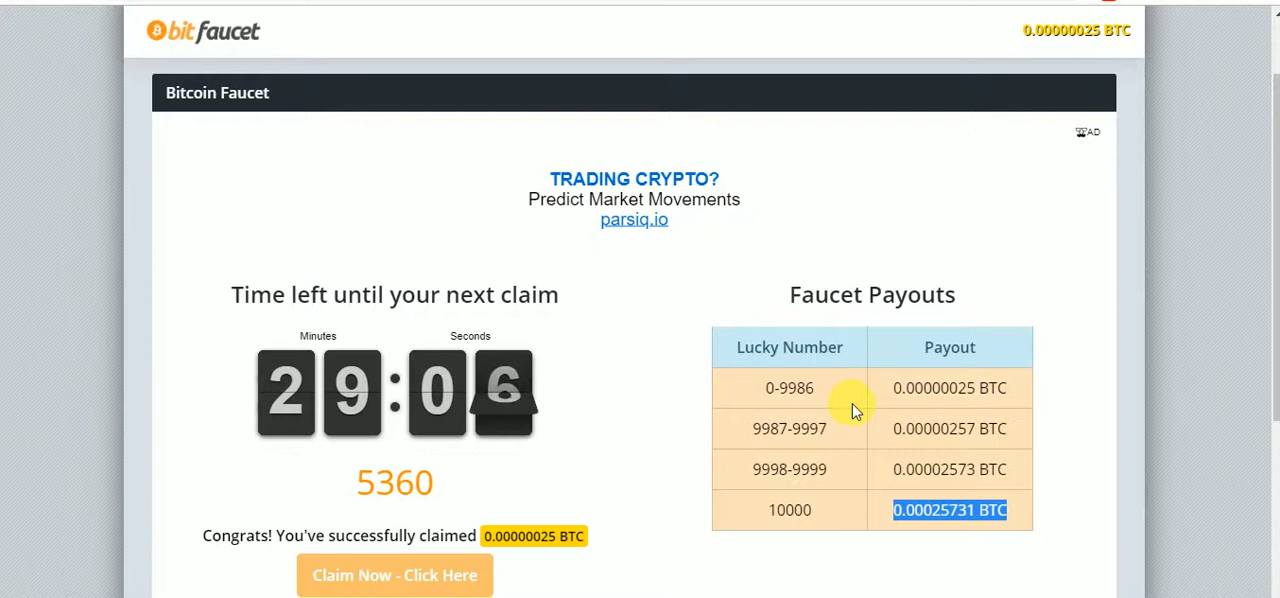 bitfaucet
0.00000025 BTC
Bitcoin Faucet
AD
TRADING CRYPTO?
Predict Market Movements
parsiq.io
Time left until your next claim
Minutes Seconds
29:06
5360
Congrats! You've successfully claimed 0.00000025 BTC
Claim Now - Click Here
Faucet Payouts
Lucky Number Payout
0-9986 0.00000025 BTC
9987-9997 0.00000257 BTC
9998-9999 0.00002573 BTC
10000 0.00025731 BTC